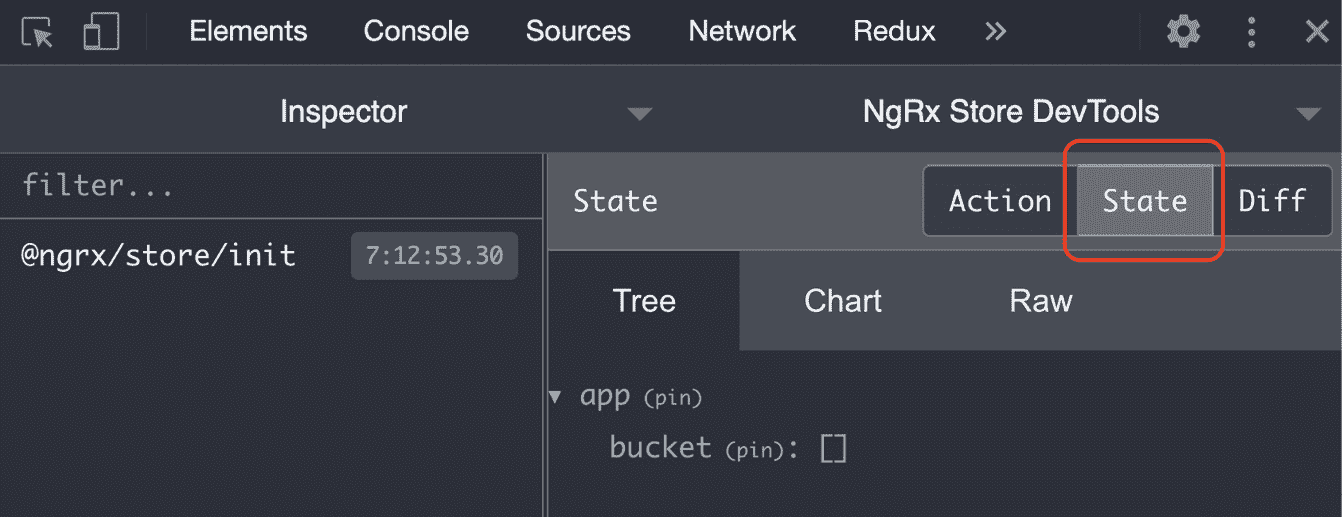 Elements Console Sources Network Redux »
Inspector NgRx Store DevTools
filter... State Action State Diff
@ngrx/store/init 7:12:53.30
Tree Chart Raw
app (pin)
bucket (pin): []